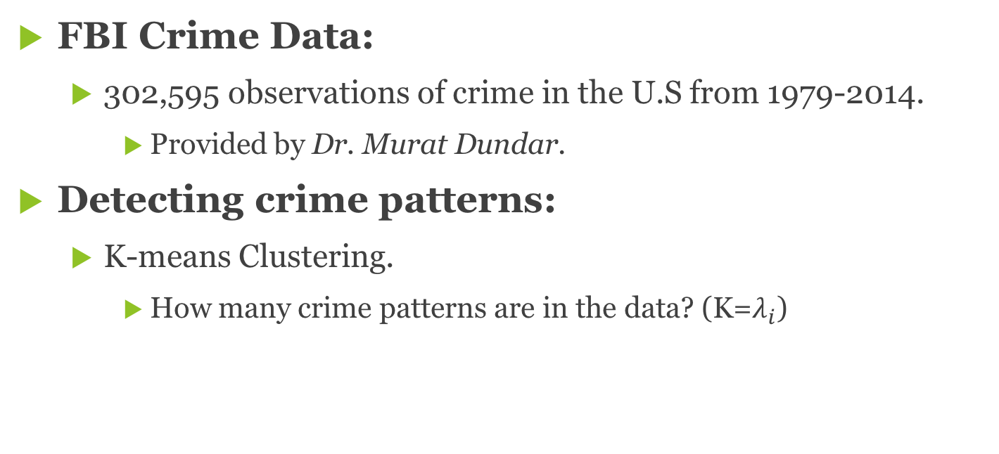 FBI Crime Data:
302,595 observations of crime in the U.S from 1979-2014.
Provided by Dr. Murat Dundar.
Detecting crime patterns:
K-means Clustering.
How many crime patterns are in the data? (K=λᵢ)